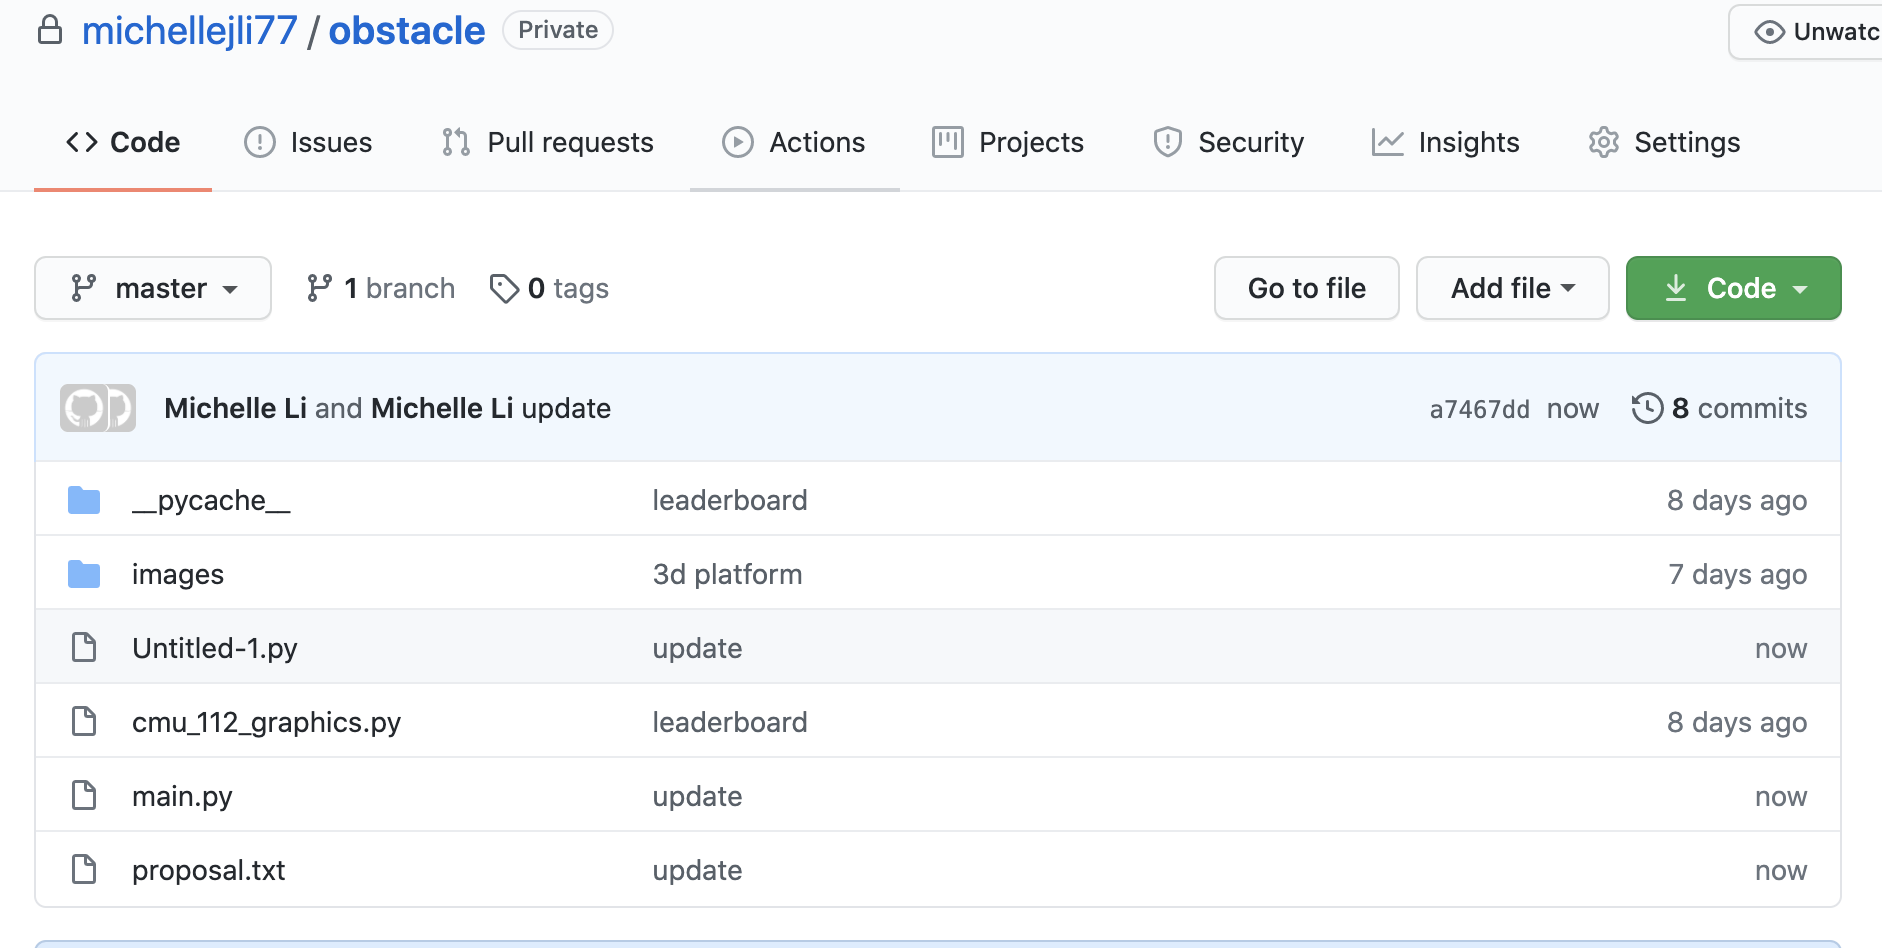 michellejli77 / obstacle Private Unwatc
Code Issues Pull requests Actions Projects Security Insights Settings
master 1 branch 0 tags Go to file Add file Code
Michelle Li and Michelle Li update a7467dd now 8 commits
__pycache__ leaderboard 8 days ago
images 3d platform 7 days ago
Untitled-1.py update now
cmu_112_graphics.py leaderboard 8 days ago
main.py update now
proposal.txt update now